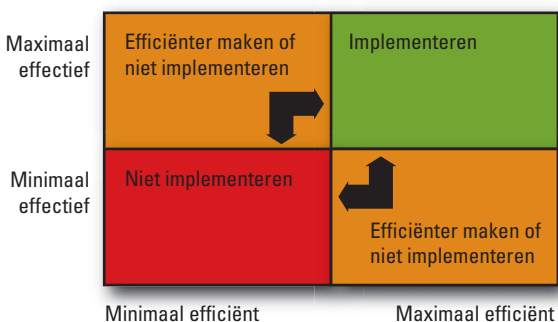 Maximaal
effectief
Efficiënter maken of
niet implementeren
Implementeren
Minimaal
effectief
Niet implementeren
Efficiënter maken of
niet implementeren
Minimaal efficiënt
Maximaal efficiënt